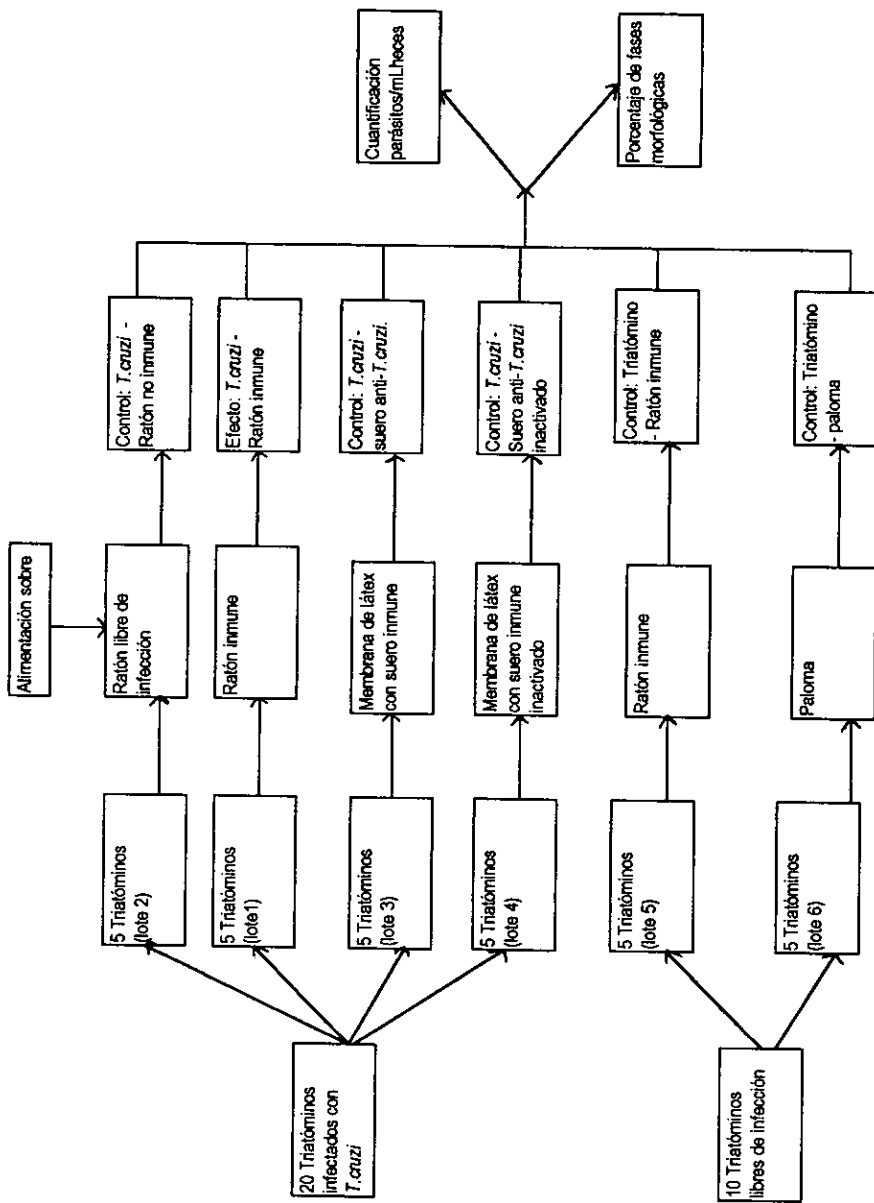 20 Triatóminos
infectados con
T.cruzi
10 Triatóminos
libres de infección
5 Triatóminos
(lote 2)
5 Triatóminos
(lote1)
5 Triatóminos
(lote 3)
5 Triatóminos
(lote 4)
5 Triatóminos
(lote 5)
5 Triatóminos
(lote 6)
Alimentación sobre
Ratón libre de
infección
Ratón inmune
Membrana de látex
con suero inmune
Membrana de látex
con suero inmune
inactivado
Ratón inmune
Paloma
Control: T.cruzi -
Ratón no inmune
Efecto: T.cruzi -
Ratón inmune
Control: T.cruzi -
suero anti-T.cruzi.
Control: T.cruzi -
Suero anti-T.cruzi
inactivado
Control: Triatómino
- Ratón inmune
Control: Triatómino
- paloma
Cuantificación
parásitos/mLheces
Porcentaje de fases
morfológicas